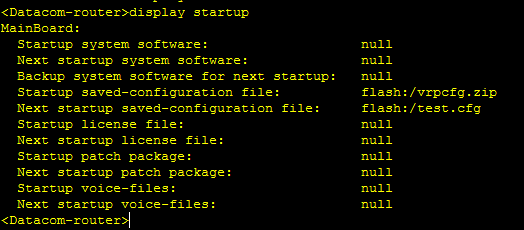 <Datacom-router>display startup
MainBoard:
  Startup system software:                   null
  Next startup system software:              null
  Backup system software for next startup:   null
  Startup saved-configuration file:          flash:/vrpcfg.zip
  Next startup saved-configuration file:     flash:/test.cfg
  Startup license file:                      null
  Next startup license file:                 null
  Startup patch package:                     null
  Next startup patch package:                null
  Startup voice-files:                       null
  Next startup voice-files:                  null
<Datacom-router>